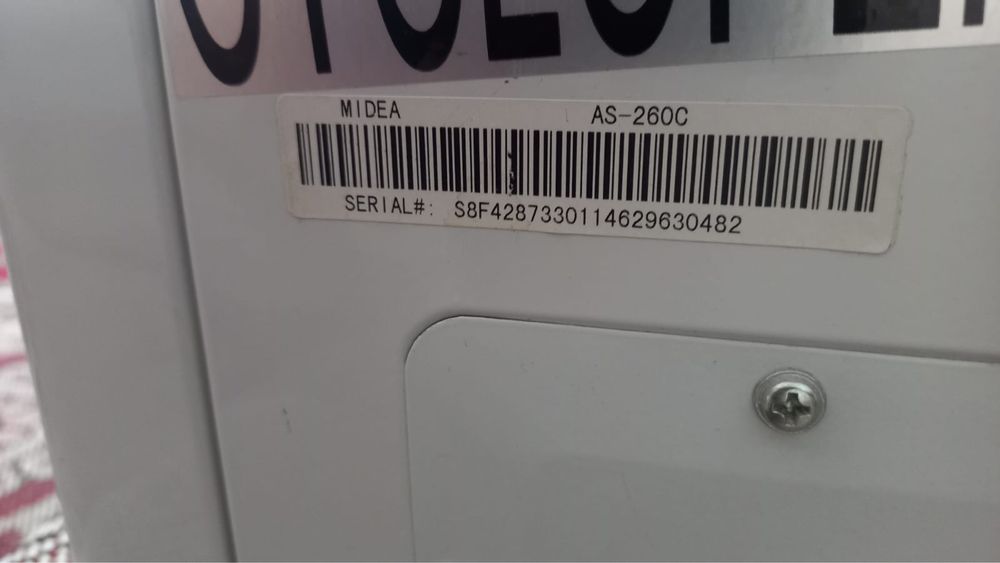 MIDEA AS-260C
SERIAL#: S8F4287330114629630482